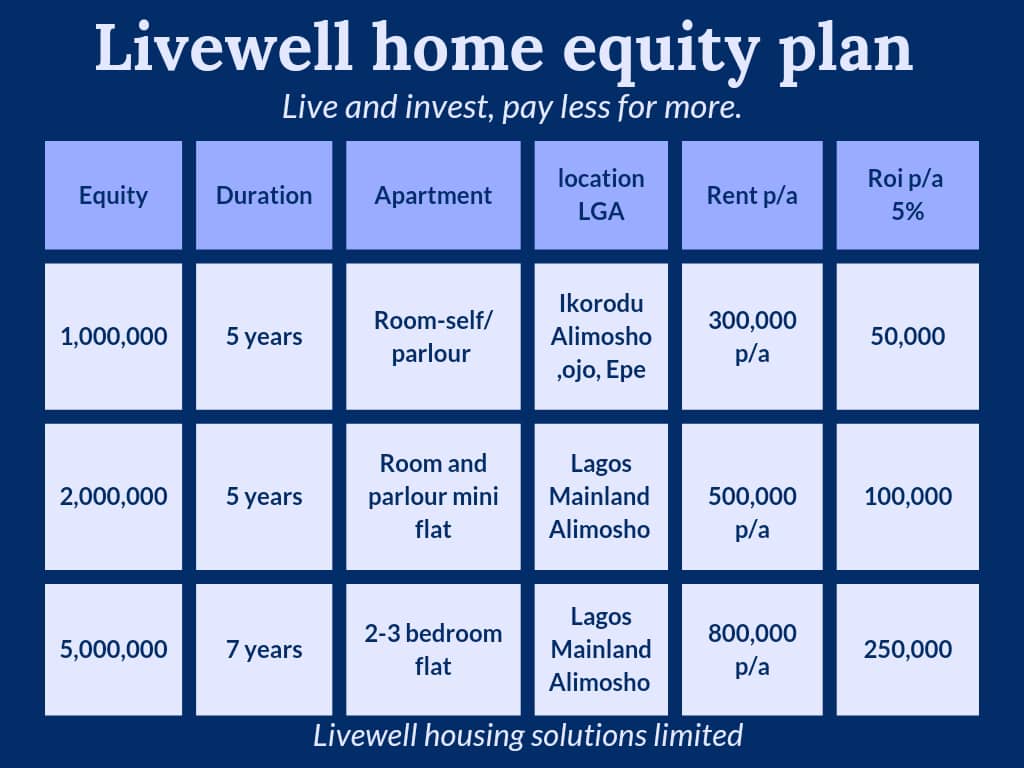 Livewell home equity plan
Live and invest, pay less for more.
Equity
Duration
Apartment
location
LGA
Rent p/a
Roi p/a
5%
1,000,000
5 years
Room-self/
parlour
Ikorodu
Alimosho
,ojo, Epe
300,000
p/a
50,000
2,000,000
5 years
Room and
parlour mini
flat
Lagos
Mainland
Alimosho
500,000
p/a
100,000
5,000,000
7 years
2-3 bedroom
flat
Lagos
Mainland
Alimosho
800,000
p/a
250,000
Livewell housing solutions limited